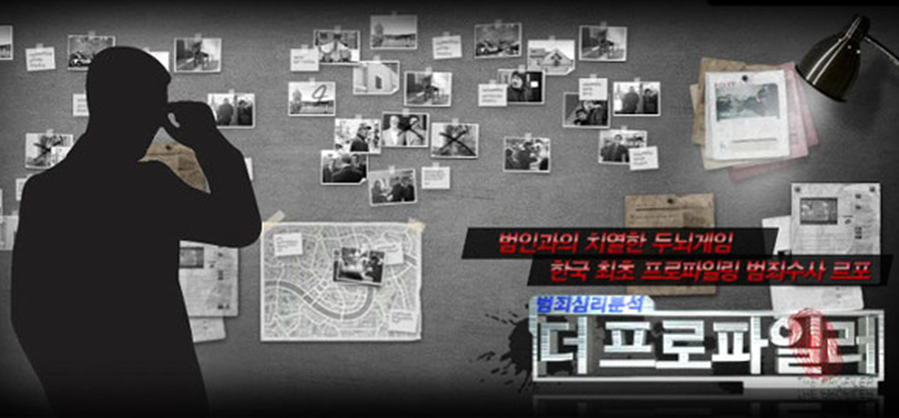 범인과의 치열한 두뇌게임
한국 최초 프로파일링 범죄수사 르포
범죄심리분석
더 프로파일러
THE PROFILER